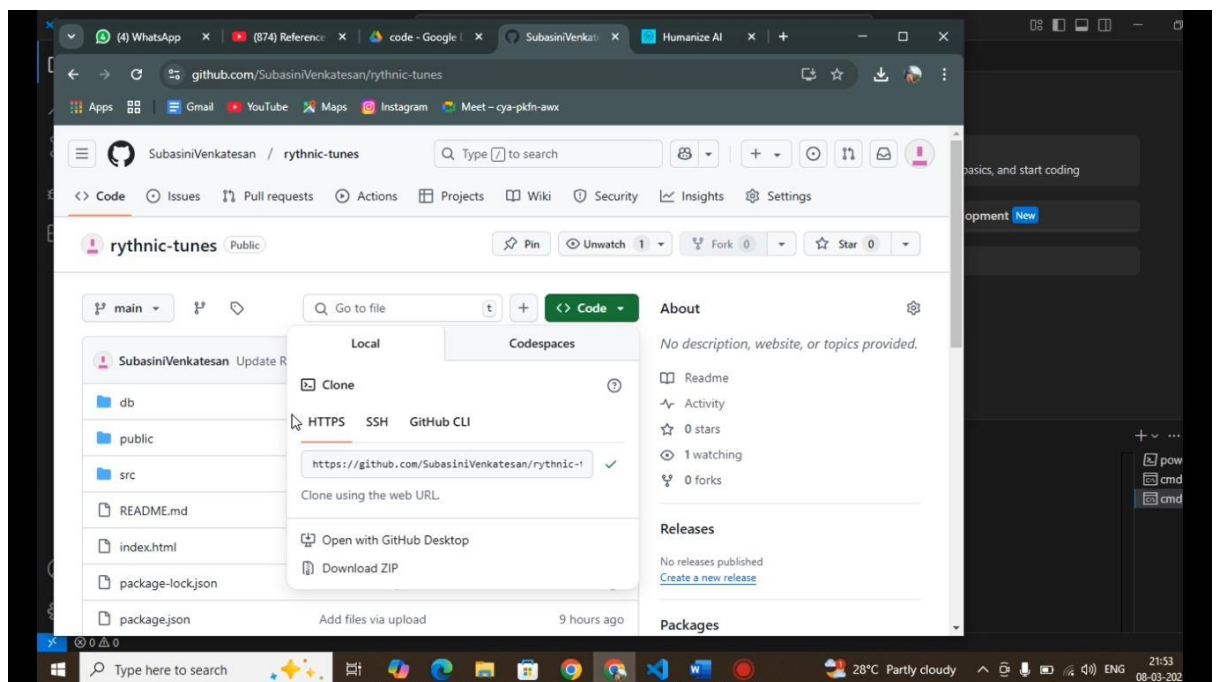 (4) WhatsApp
(874) Reference
code - Google
SubasiniVenkat
Humanize AI
github.com/SubasiniVenkatesan/rythnic-tunes
Apps
Gmail
YouTube
Maps
Instagram
Meet – cya-pkfn-awx
SubasiniVenkatesan / rythnic-tunes
Type / to search
Code
Issues
Pull requests
Actions
Projects
Wiki
Security
Insights
Settings
rythnic-tunes Public
Pin
Unwatch 1
Fork 0
Star 0
main
Go to file t
Code
About
Local
Codespaces
No description, website, or topics provided.
SubasiniVenkatesan Update R
Clone
Readme
db
Activity
HTTPS SSH GitHub CLI
0 stars
public
1 watching
https://github.com/SubasiniVenkatesan/rythnic-t
src
0 forks
Clone using the web URL.
README.md
Releases
Open with GitHub Desktop
index.html
No releases published
Download ZIP
Create a new release
package-lock.json
package.json Add files via upload 9 hours ago
Packages
basics, and start coding
opment New
pow
cmd
cmd
0 0
Type here to search
28°C Partly cloudy
ENG
21:53
08-03-202